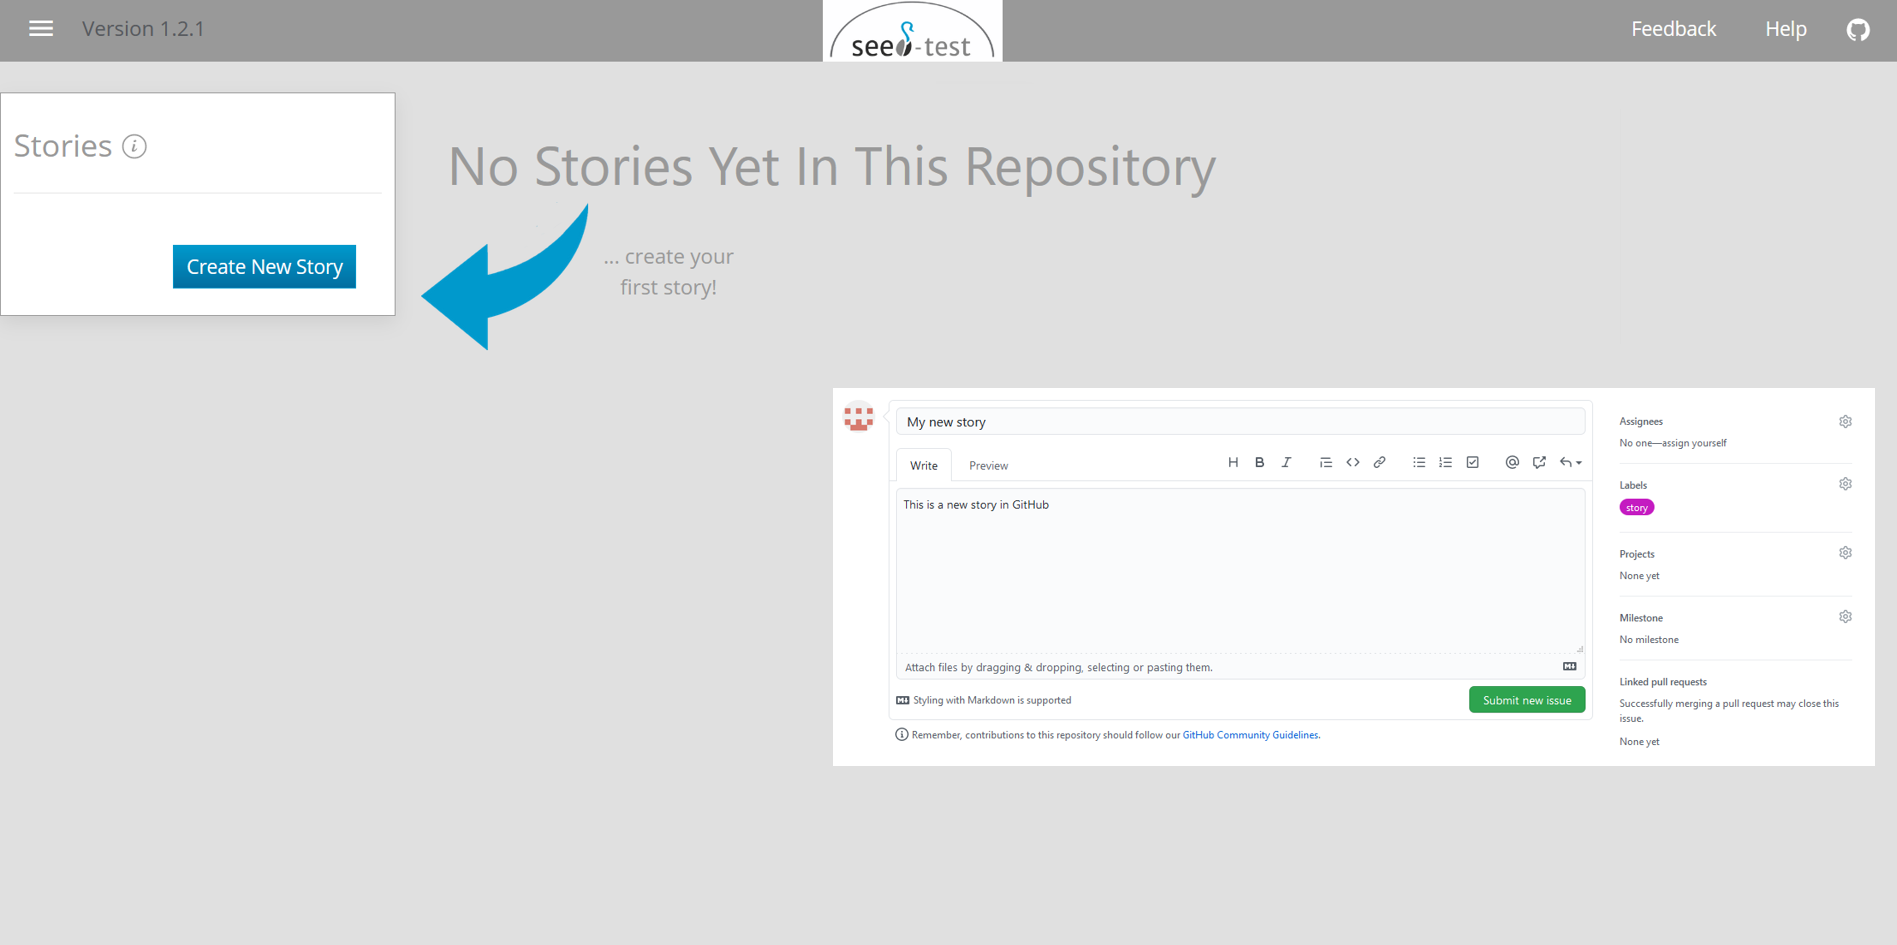 Version 1.2.1
seed-test
Feedback
Help
Stories
Create New Story
No Stories Yet In This Repository
... create your
first story!
My new story
Write
Preview
This is a new story in GitHub
Attach files by dragging & dropping, selecting or pasting them.
Styling with Markdown is supported
Submit new issue
Remember, contributions to this repository should follow our GitHub Community Guidelines.
Assignees
No one—assign yourself
Labels
story
Projects
None yet
Milestone
No milestone
Linked pull requests
Successfully merging a pull request may close this
issue.
None yet